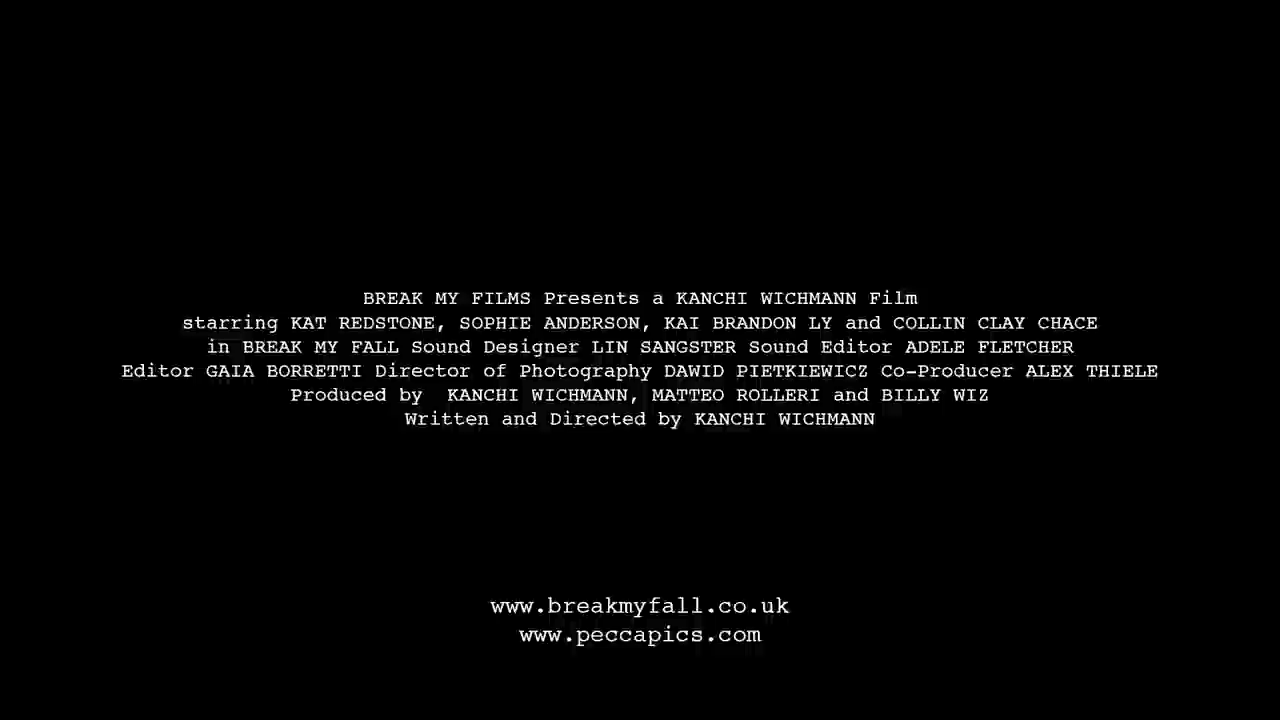 BREAK MY FILMS Presents a KANCHI WICHMANN Film
starring KAT REDSTONE, SOPHIE ANDERSON, KAI BRANDON LY and COLLIN CLAY CHACE
in BREAK MY FALL Sound Designer LIN SANGSTER Sound Editor ADELE FLETCHER
Editor GAIA BORRETTI Director of Photography DAWID PIETKIEWICZ Co-Producer ALEX THIELE
Produced by  KANCHI WICHMANN, MATTEO ROLLERI and BILLY WIZ
Written and Directed by KANCHI WICHMANN
www.breakmyfall.co.uk
www.peccapics.com